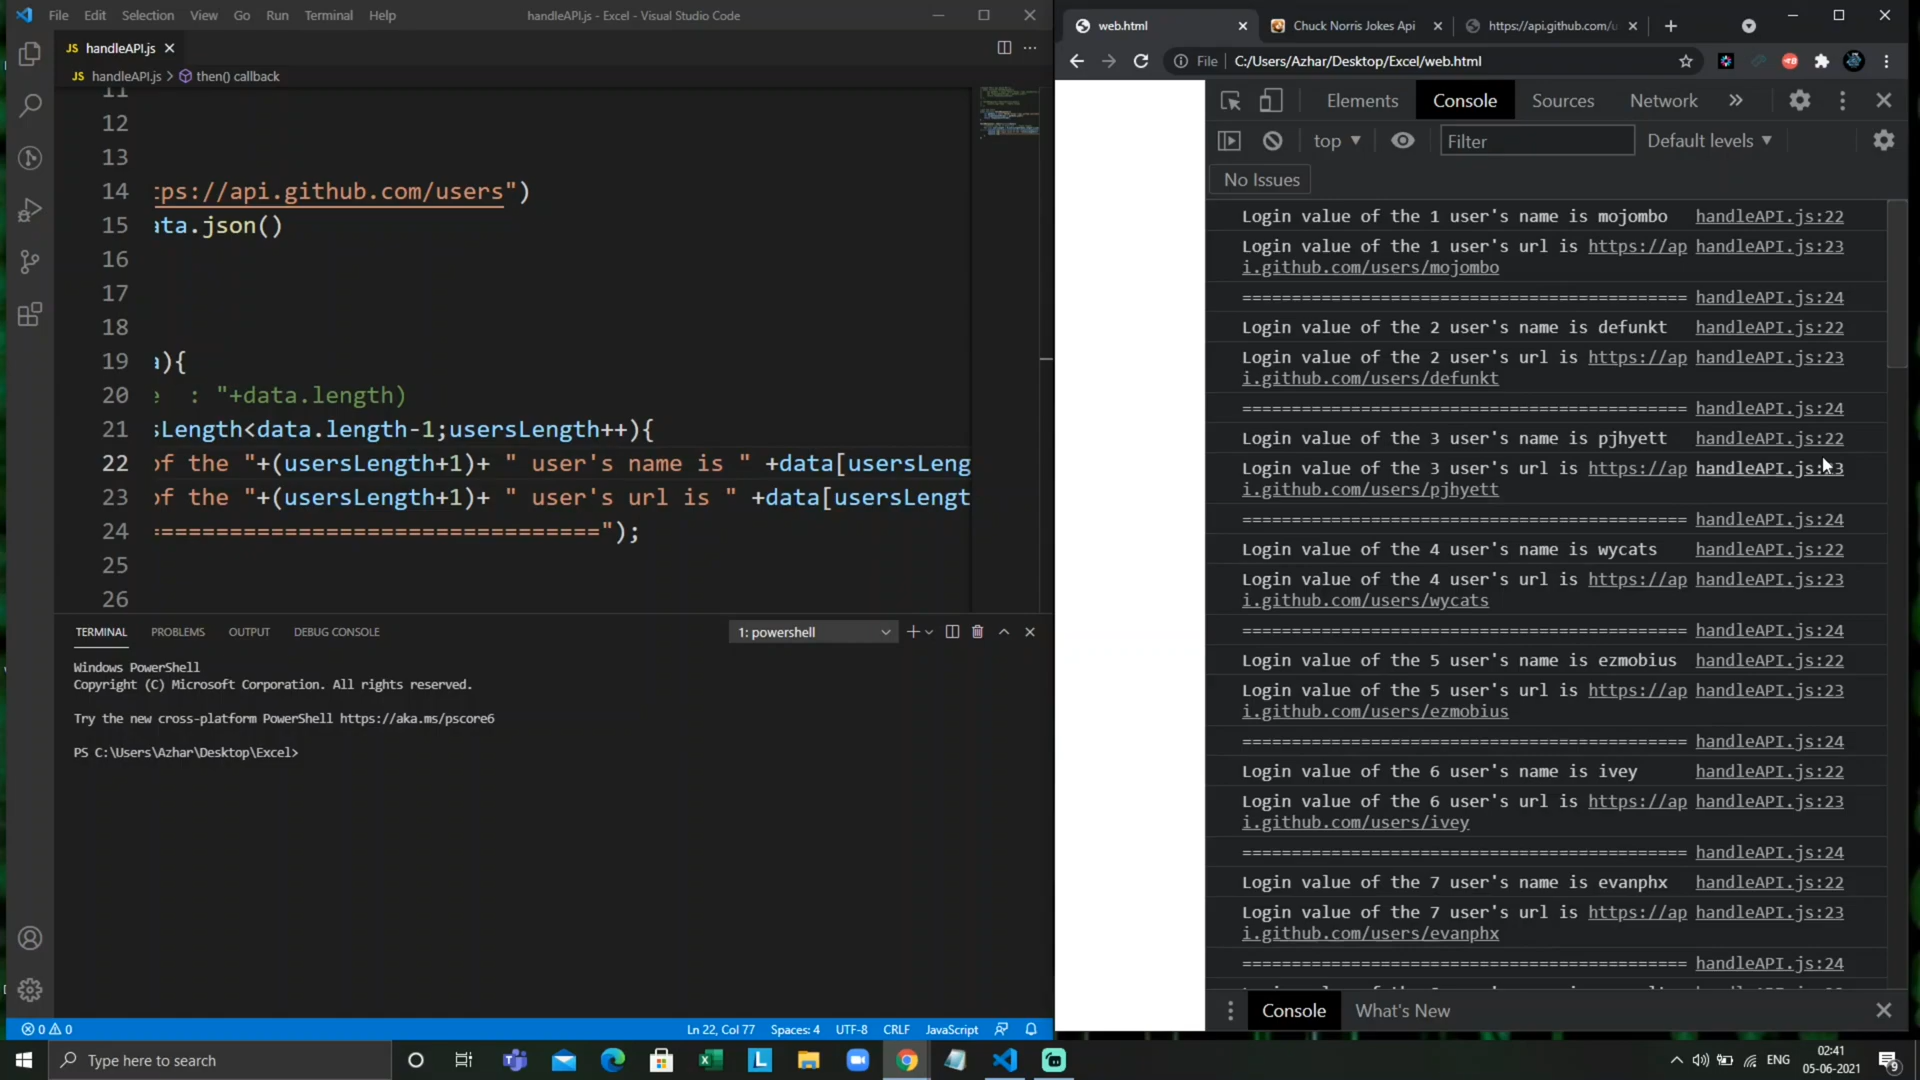 File Edit Selection View Go Run Terminal Help
handleAPI.js - Excel - Visual Studio Code
JS handleAPI.js
JS handleAPI.js > then() callback
11
12
13
14 tps://api.github.com/users")
15 ata.json()
16
17
18
19 a){
20 e : "+data.length)
21 sLength<data.length-1;usersLength++){
22 of the "+(usersLength+1)+ " user's name is " +data[usersLeng
23 of the "+(usersLength+1)+ " user's url is " +data[usersLengt
24 =================================");
25
26
TERMINAL PROBLEMS OUTPUT DEBUG CONSOLE
1: powershell
Windows PowerShell
Copyright (C) Microsoft Corporation. All rights reserved.
Try the new cross-platform PowerShell https://aka.ms/pscore6
PS C:\Users\Azhar\Desktop\Excel>
0 0
Ln 22, Col 77 Spaces: 4 UTF-8 CRLF JavaScript
web.html
Chuck Norris Jokes Api
https://api.github.com/u
File C:/Users/Azhar/Desktop/Excel/web.html
Elements Console Sources Network
top
Filter
Default levels
No Issues
Login value of the 1 user's name is mojombo handleAPI.js:22
Login value of the 1 user's url is https://ap handleAPI.js:23
i.github.com/users/mojombo
============================================= handleAPI.js:24
Login value of the 2 user's name is defunkt handleAPI.js:22
Login value of the 2 user's url is https://ap handleAPI.js:23
i.github.com/users/defunkt
============================================= handleAPI.js:24
Login value of the 3 user's name is pjhyett handleAPI.js:22
Login value of the 3 user's url is https://ap handleAPI.js:23
i.github.com/users/pjhyett
============================================= handleAPI.js:24
Login value of the 4 user's name is wycats handleAPI.js:22
Login value of the 4 user's url is https://ap handleAPI.js:23
i.github.com/users/wycats
============================================= handleAPI.js:24
Login value of the 5 user's name is ezmobius handleAPI.js:22
Login value of the 5 user's url is https://ap handleAPI.js:23
i.github.com/users/ezmobius
============================================= handleAPI.js:24
Login value of the 6 user's name is ivey handleAPI.js:22
Login value of the 6 user's url is https://ap handleAPI.js:23
i.github.com/users/ivey
============================================= handleAPI.js:24
Login value of the 7 user's name is evanphx handleAPI.js:22
Login value of the 7 user's url is https://ap handleAPI.js:23
i.github.com/users/evanphx
============================================= handleAPI.js:24
Console What's New
Type here to search
ENG
02:41
05-06-2021
9